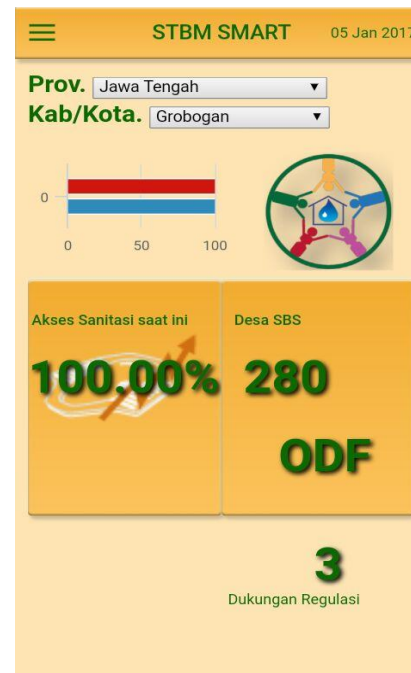 STBM SMART 05 Jan 2017
Prov. Jawa Tengah
Kab/Kota. Grobogan
0
0 50 100
Akses Sanitasi saat ini Desa SBS
100.00% 280
ODF
3
Dukungan Regulasi